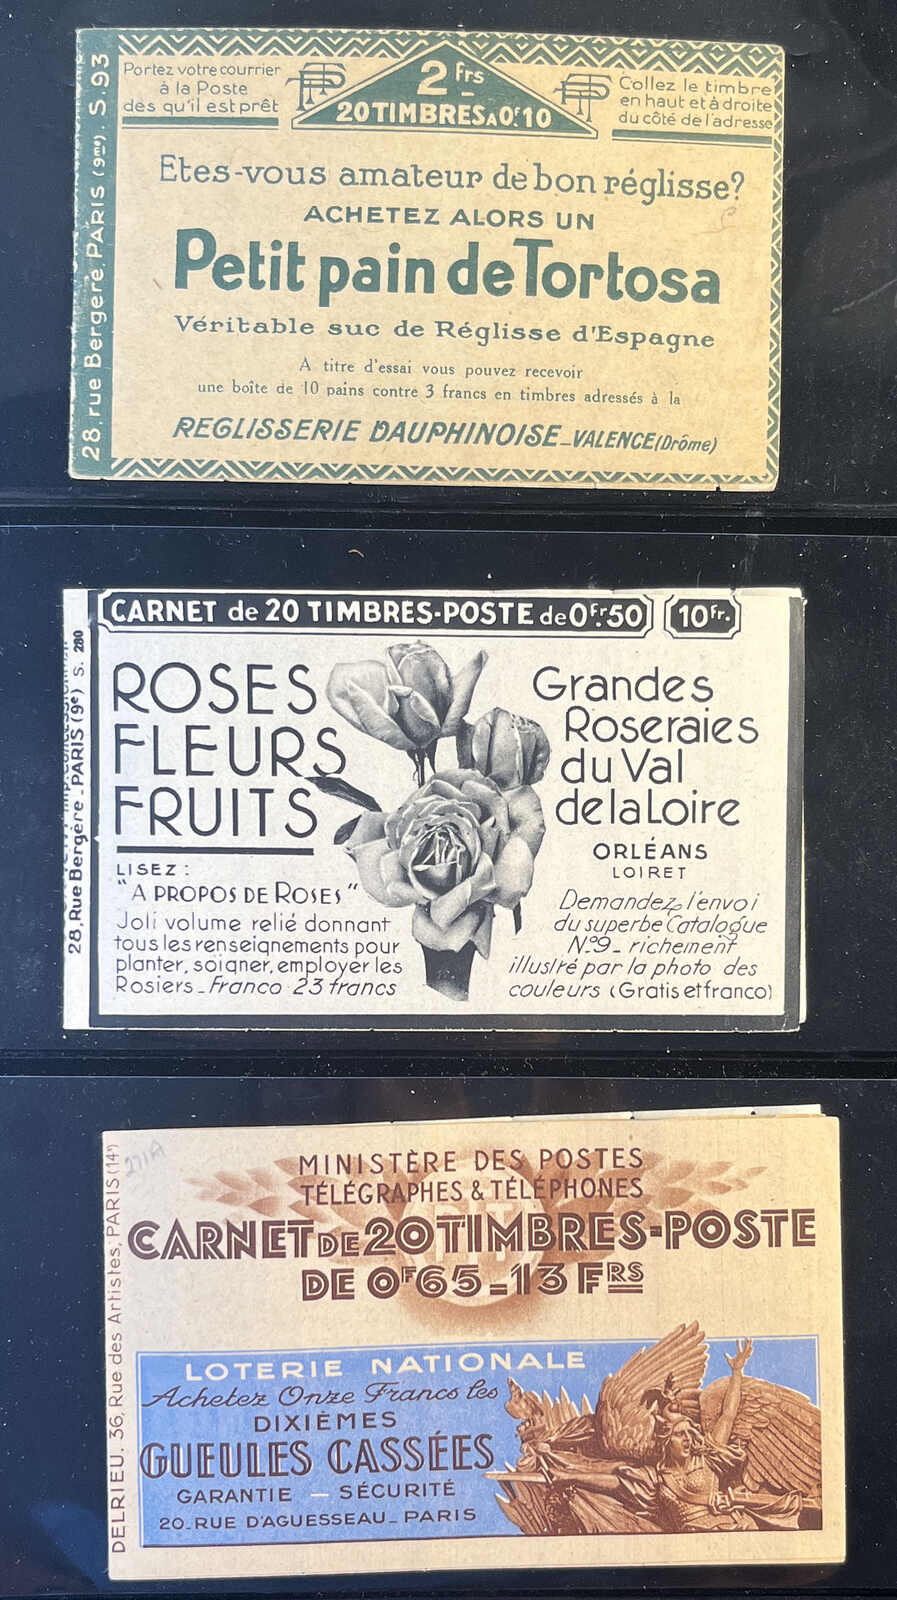 28, rue Bergère, PARIS (9me). S. 93
Portez votre courrier
à la Poste
dès qu'il est prêt
2 frs
20 TIMBRES A 0f.10
Collez le timbre
en haut et à droite
du côté de l'adresse
Etes-vous amateur de bon réglisse?
ACHETEZ ALORS UN
Petit pain de Tortosa
Véritable suc de Réglisse d'Espagne
A titre d'essai vous pouvez recevoir
une boîte de 10 pains contre 3 francs en timbres adressés à la
REGLISSERIE DAUPHINOISE_VALENCE (Drôme)
28, Rue Bergère_PARIS (9e) S. 280
CARNET de 20 TIMBRES-POSTE de 0Fr.50
10Fr.
ROSES
FLEURS
FRUITS
LISEZ :
"A PROPOS DE ROSES"
Joli volume relié donnant
tous les renseignements pour
planter, soigner, employer les
Rosiers_Franco 23 francs
Grandes
Roseraies
du Val
de la Loire
ORLÉANS
LOIRET
Demandez l'envoi
du superbe Catalogue
N°9_richement
illustré par la photo des
couleurs (Gratis et franco)
DELRIEU. 36, Rue des Artistes, PARIS (14e)
271A
MINISTÈRE DES POSTES
TÉLÉGRAPHES & TÉLÉPHONES
CARNET DE 20 TIMBRES-POSTE
DE 0F65=13 FRS
LOTERIE NATIONALE
Achetez Onze Francs les
DIXIÈMES
GUEULES CASSÉES
GARANTIE — SÉCURITÉ
20_RUE D'AGUESSEAU_PARIS